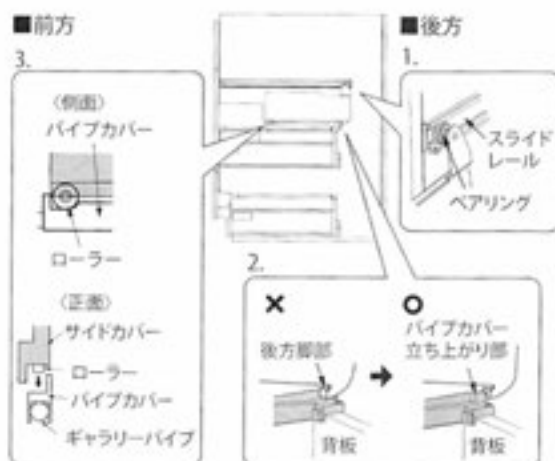 ■前方
3.
〈側面〉
パイプカバー
ローラー
〈正面〉
サイドカバー
ローラー
パイプカバー
ギャラリーパイプ
■後方
1.
スライド
レール
ベアリング
2.
×
後方脚部
背板
○
パイプカバー
立ち上がり部
背板